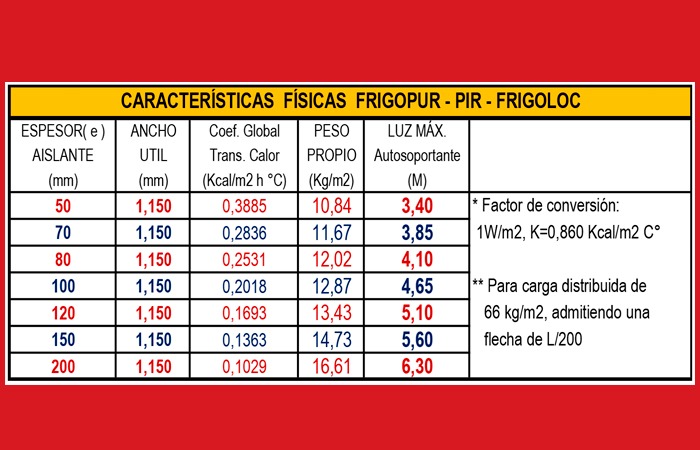 CARACTERÍSTICAS FÍSICAS FRIGOPUR - PIR - FRIGOLOC
ESPESOR( e ) ANCHO Coef. Global PESO LUZ MÁX.
AISLANTE UTIL Trans. Calor PROPIO Autosoportante
(mm) (mm) (Kcal/m2 h °C) (Kg/m2) (M)
50 1,150 0,3885 10,84 3,40 * Factor de conversión:
70 1,150 0,2836 11,67 3,85 1W/m2, K=0,860 Kcal/m2 C°
80 1,150 0,2531 12,02 4,10
100 1,150 0,2018 12,87 4,65 ** Para carga distribuida de
120 1,150 0,1693 13,43 5,10 66 kg/m2, admitiendo una
150 1,150 0,1363 14,73 5,60 flecha de L/200
200 1,150 0,1029 16,61 6,30